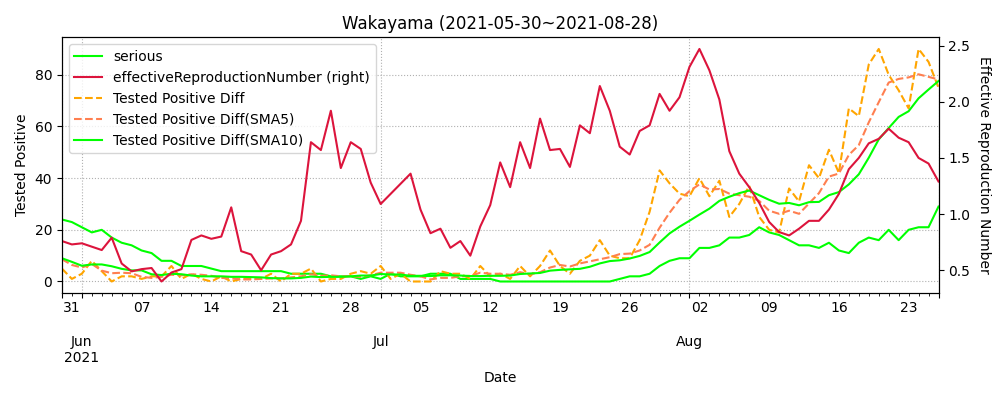 Wakayama (2021-05-30~2021-08-28)
serious
effectiveReproductionNumber (right)
Tested Positive Diff
Tested Positive Diff(SMA5)
Tested Positive Diff(SMA10)
Tested Positive
80
60
40
20
0
2.5
2.0
1.5
1.0
0.5
Effective Reproduction Number
31 07 14 21 28 05 12 19 26 02 09 16 23
Jun Jul Aug
2021
Date